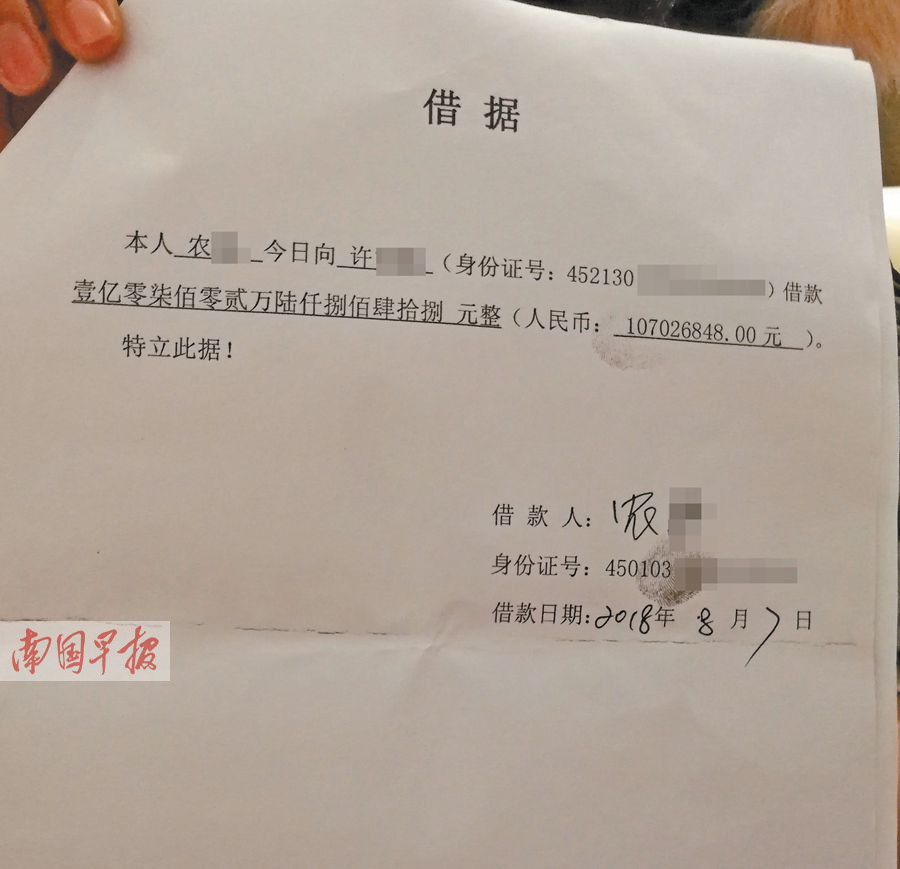 借据
本人 农 今日向 许 （身份证号：452130 ）借款
壹亿零柒佰零贰万陆仟捌佰肆拾捌 元整（人民币： 107026848.00元 ）。
特立此据！
借款人：农
身份证号：450103
借款日期：2018年 8 月 7 日
南国早报